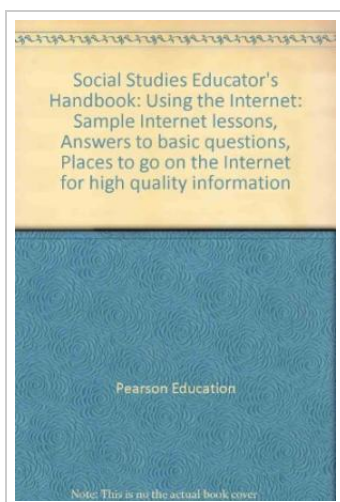 Social Studies Educator's
Handbook: Using the Internet:
Sample Internet lessons,
Answers to basic questions,
Places to go on the Internet
for high quality information
Pearson Education
Note: This is no the actual book cover